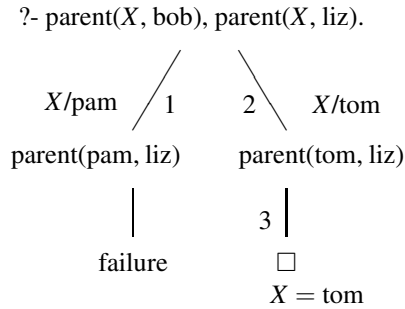 ?- parent(X, bob), parent(X, liz).
X/pam 1 2 X/tom
parent(pam, liz) parent(tom, liz)
3
failure □
X = tom